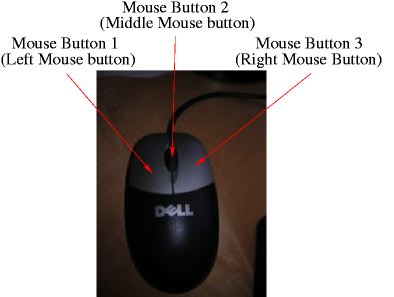 Mouse Button 2
(Middle Mouse button)
Mouse Button 1
(Left Mouse button)
Mouse Button 3
(Right Mouse Button)
DELL